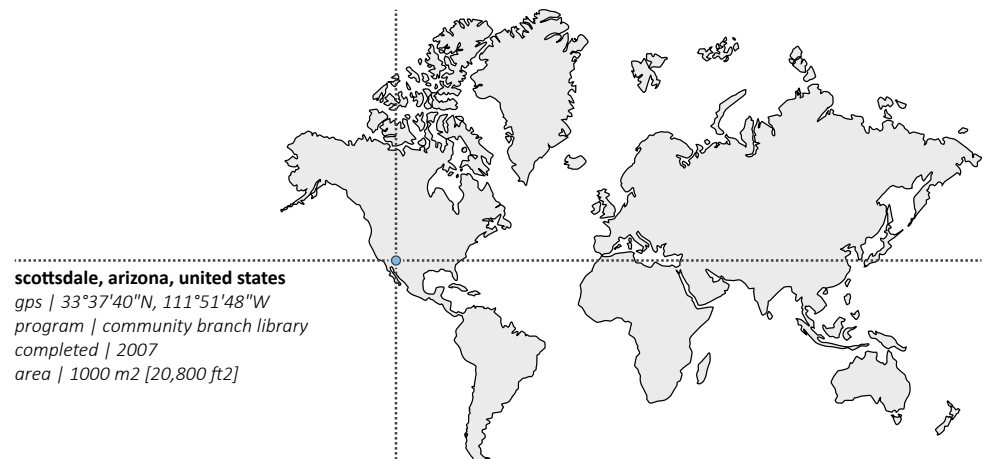 scottsdale, arizona, united states
gps | 33°37'40"N, 111°51'48"W
program | community branch library
completed | 2007
area | 1000 m2 [20,800 ft2]